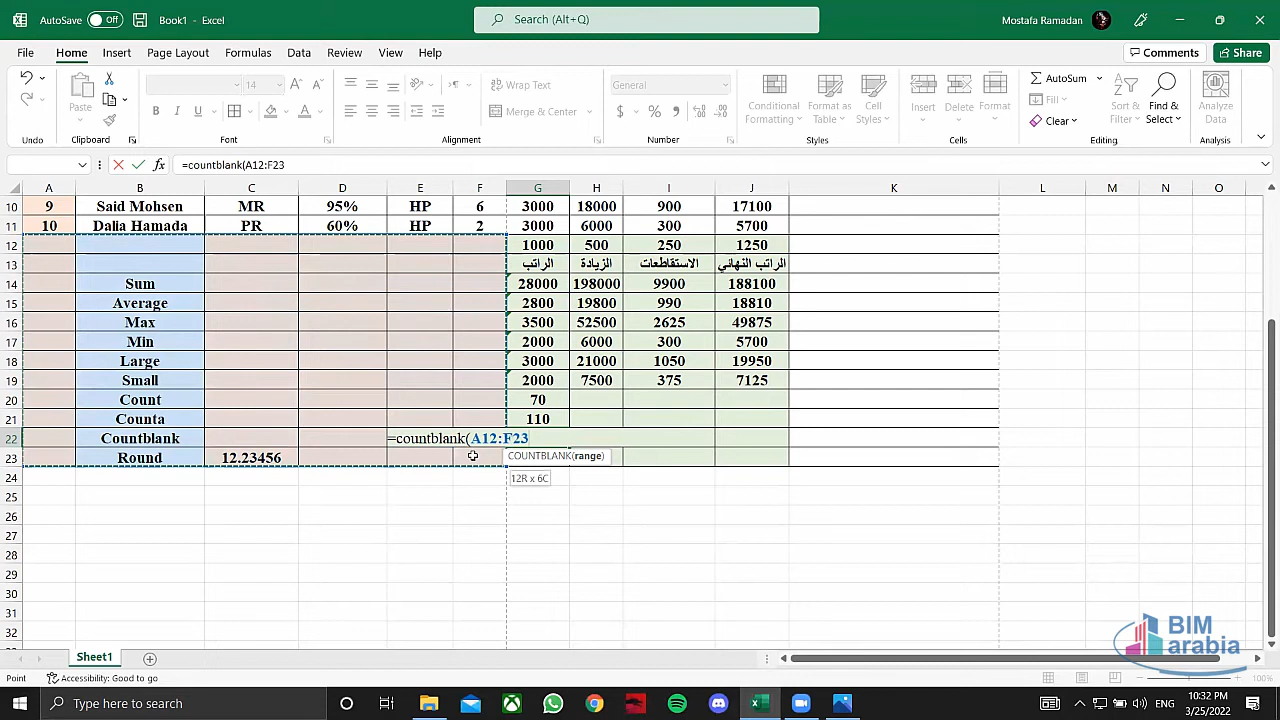 AutoSave Off Book1 - Excel Search (Alt+Q) Mostafa Ramadan
File Home Insert Page Layout Formulas Data Review View Help Comments Share
Paste B I U 14 A A ab Wrap Text Merge & Center General $ % Conditional Formatting Format as Table Cell Styles Insert Delete Format AutoSum Fill Clear Sort & Filter Find & Select Analyze Data
Undo Clipboard Font Alignment Number Styles Cells Editing Analysis
fx =countblank(A12:F23
A B C D E F G H I J K L M N O
10 9 Said Mohsen MR 95% HP 6 3000 18000 900 17100
11 10 Dalia Hamada PR 60% HP 2 3000 6000 300 5700
12 1000 500 250 1250
13 الراتب الزيادة الاستقاطعات الراتب النهائي
14 Sum 28000 198000 9900 188100
15 Average 2800 19800 990 18810
16 Max 3500 52500 2625 49875
17 Min 2000 6000 300 5700
18 Large 3000 21000 1050 19950
19 Small 2000 7500 375 7125
20 Count 70
21 Counta 110
22 Countblank =countblank(A12:F23
23 Round 12.23456 COUNTBLANK(range)
24 12R x 6C
25
26
27
28
29
30
31
32
BIM
arabia
Sheet1
Point Accessibility: Good to go 100%
Type here to search 10:32 PM
3/25/2022